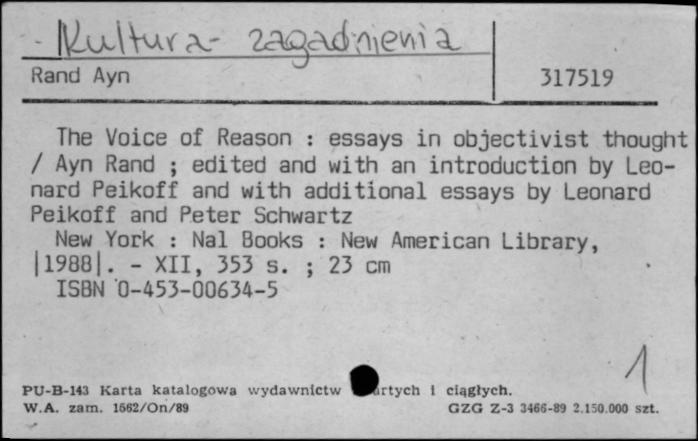 Kultura - zagadnienia
Rand Ayn
317519
The Voice of Reason : essays in objectivist thought
/ Ayn Rand ; edited and with an introduction by Leo-
nard Peikoff and with additional essays by Leonard
Peikoff and Peter Schwartz
New York : Nal Books : New American Library,
|1988|. - XII, 353 s. ; 23 cm
ISBN 0-453-00634-5
1
PU-B-143 Karta katalogowa wydawnictw i ciągłych.
W.A. zam. 1662/On/89 GZG Z-3 3466-89 2.150.000 szt.